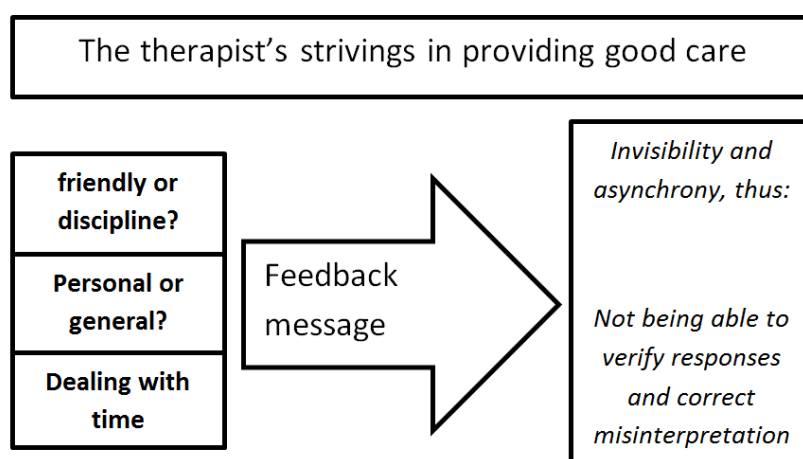 The therapist's strivings in providing good care
friendly or
discipline?
Personal or
general?
Dealing with
time
Feedback
message
Invisibility and
asynchrony, thus:
Not being able to
verify responses
and correct
misinterpretation